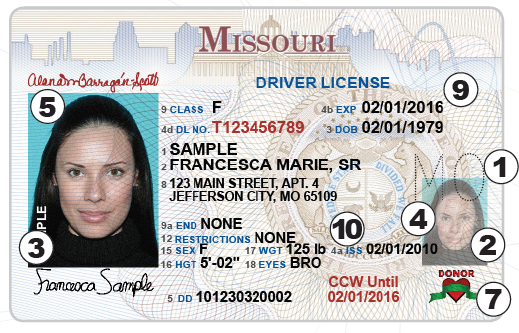 MISSOURI
DRIVER LICENSE
9 CLASS F
4b EXP 02/01/2016
9
5
4d DL NO. T123456789
3 DOB 02/01/1979
1 SAMPLE
2 FRANCESCA MARIE, SR
8 123 MAIN STREET, APT. 4
JEFFERSON CITY, MO 65109
MO
1
4
9a END NONE
10
12 RESTRICTIONS NONE
15 SEX F
17 WGT 125 lb
4a ISS 02/01/2010
16 HGT 5'-02"
18 EYES BRO
3
2
Francesca Sample
CCW Until
02/01/2016
DONOR
7
5 DD 101230320002